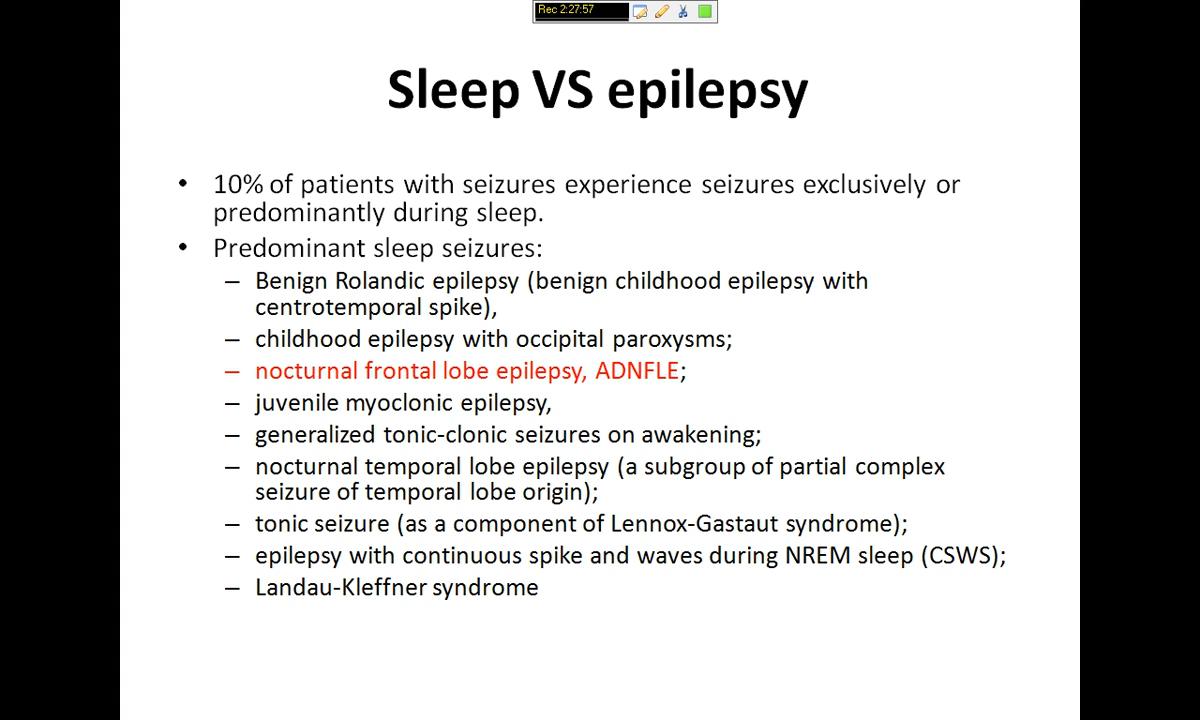 Rec 2:27:57
Sleep VS epilepsy
• 10% of patients with seizures experience seizures exclusively or
predominantly during sleep.
• Predominant sleep seizures:
– Benign Rolandic epilepsy (benign childhood epilepsy with
centrotemporal spike),
– childhood epilepsy with occipital paroxysms;
– nocturnal frontal lobe epilepsy, ADNFLE;
– juvenile myoclonic epilepsy,
– generalized tonic-clonic seizures on awakening;
– nocturnal temporal lobe epilepsy (a subgroup of partial complex
seizure of temporal lobe origin);
– tonic seizure (as a component of Lennox-Gastaut syndrome);
– epilepsy with continuous spike and waves during NREM sleep (CSWS);
– Landau-Kleffner syndrome